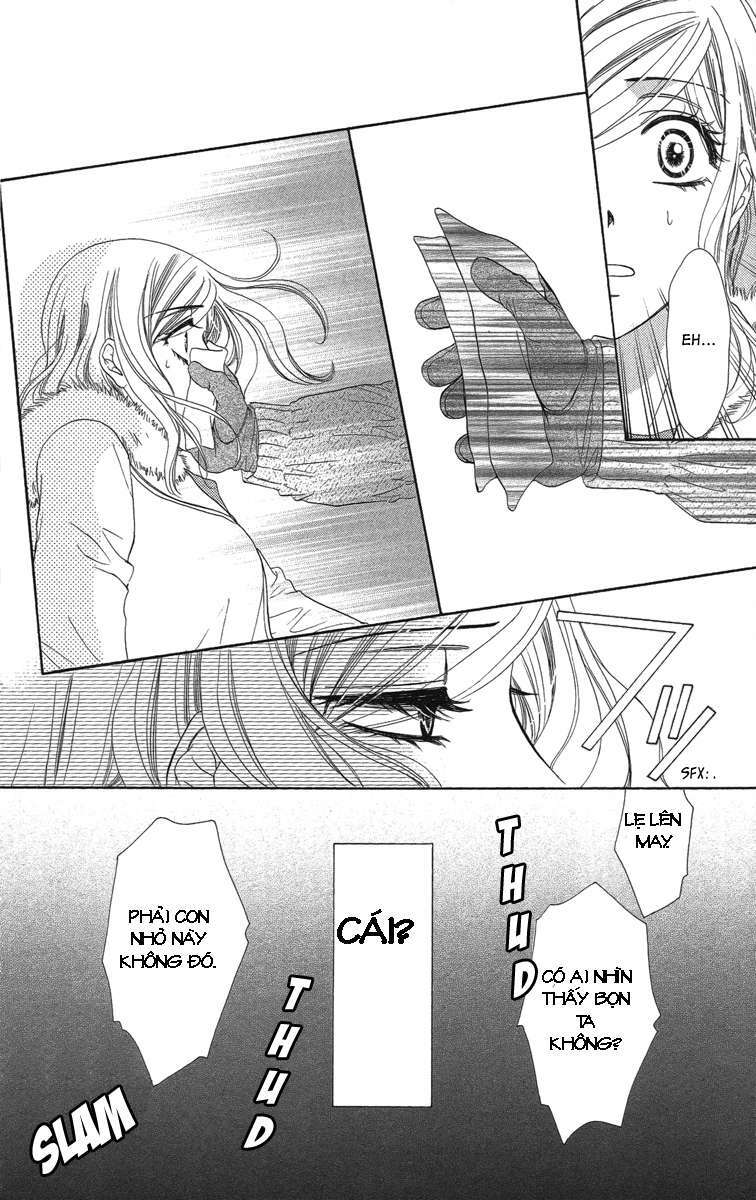 EH...
SFX:.
LẸ LÊN
MAY.
THUD
CÓ AI NHÌN
THẤY BỌN
TA
KHÔNG?
CÁI?
THUD
PHẢI CON
NHỎ NÀY
KHÔNG ĐÓ.
SLAM